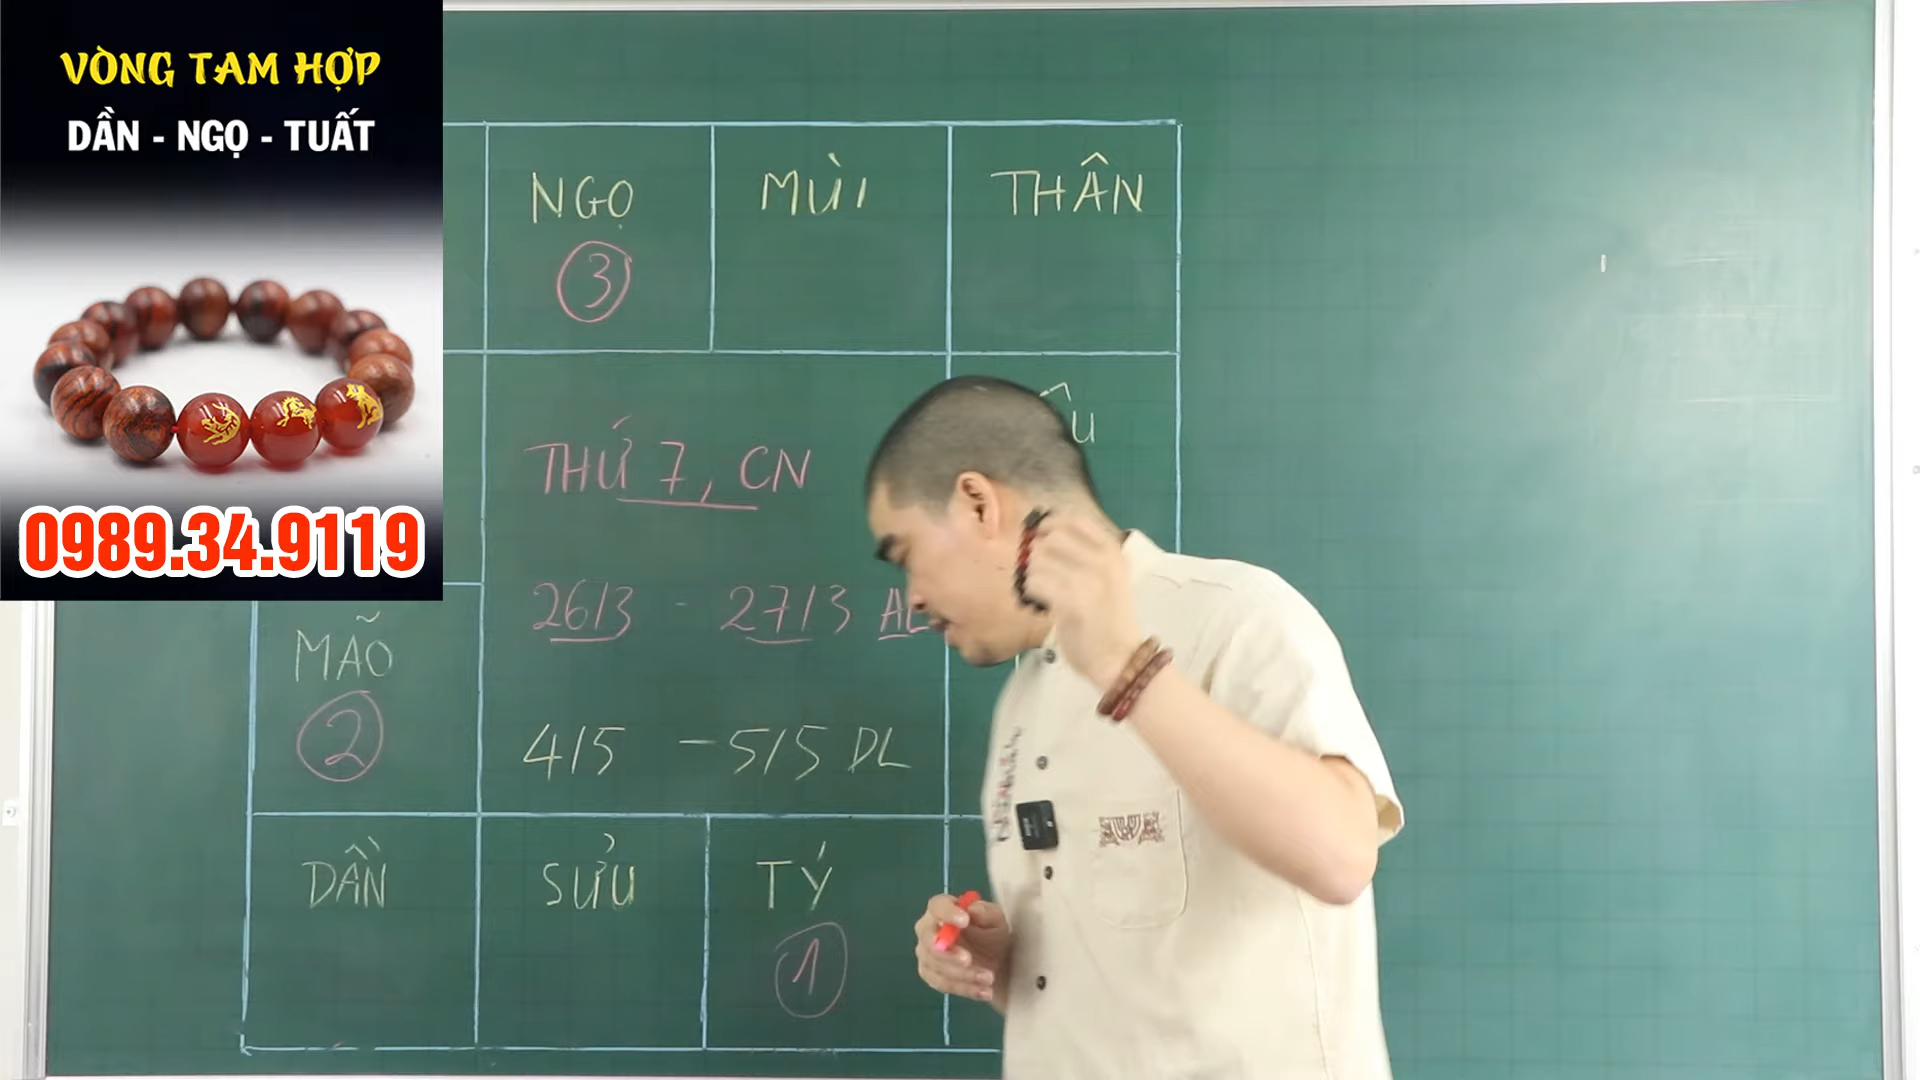 VÒNG TAM HỢP
DẦN - NGỌ - TUẤT
0989.34.9119
NGỌ
MÙI
THÂN
3
THỨ 7, CN
26/3 - 27/3 AL
MÃO
2
4/5 - 5/5 DL
DẦN
SỬU
TÝ
1